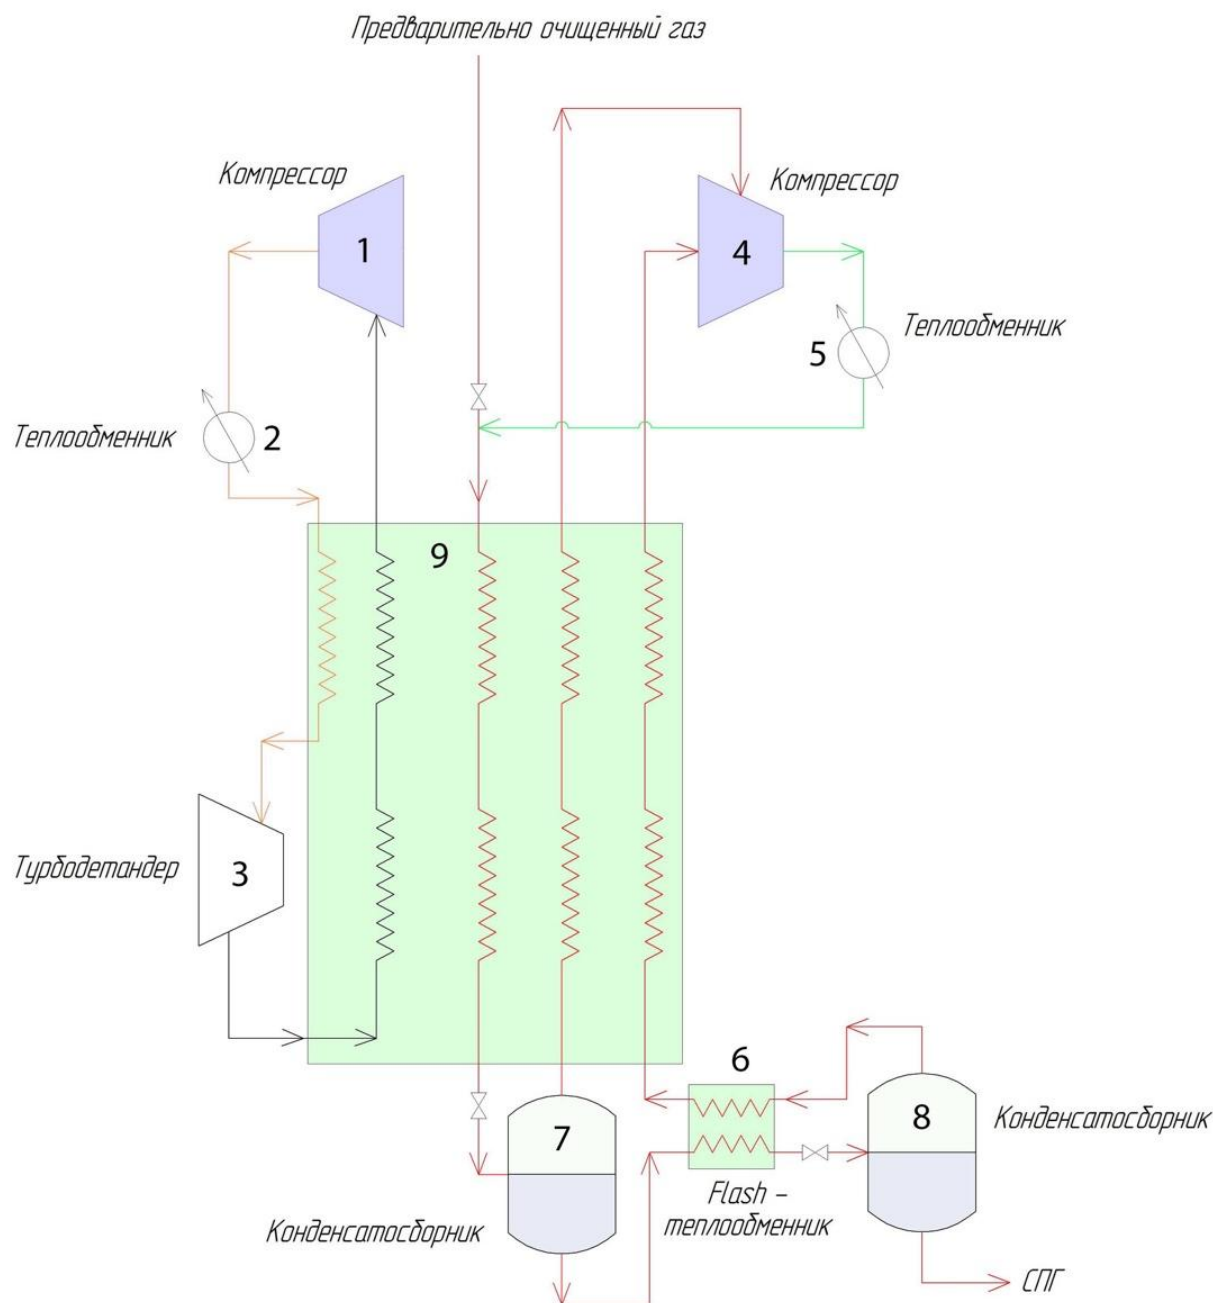 Предварительно очищенный газ
Компрессор
Компрессор
1
4
Теплообменник
5
Теплообменник
2
9
Турбодетандер
3
6
7
8
Конденсатосборник
Flash -
теплообменник
Конденсатосборник
СПГ